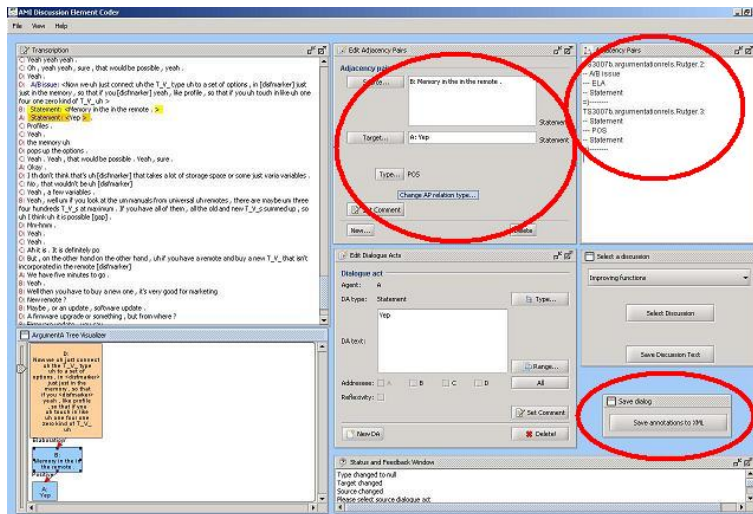 AMI Discussion Element Coder
File View Help
Transcription
C: Yeah yeah yeah .
C: Oh , yeah yeah , sure , that would be possible , yeah .
D: Yeah .
D: A/B issue: <Now we uh just connect uh the T_V_ type uh to a set of options , in [disfmarker] just
just in the memory , so that if you [disfmarker] yeah , like profile , so that if you uh touch in like uh one
four one zero kind of T_V_ uh >
B: Statement: <Memory in the in the remote . >
A: Statement: <Yep > .
C: Profiles .
C: Yeah .
D: the memory uh
D: pops up the options .
C: Yeah . Yeah , that would be possible . Yeah , sure .
A: Okay .
D: I th don't think that's uh [disfmarker] that takes a lot of storage space or some just varia variables .
C: No , that wouldn't be uh [disfmarker]
C: Yeah , a few variables .
B: Yeah , well um if you look at the um manuals from universal uh remotes , there are maybe um three
four hundreds T_V_s at maximum . If you have all of them , all the old and new T_V_s summed up , so
uh I think uh it is possible [gap] .
D: Mm-hmm .
D: Yeah .
C: Yeah .
C: Ah it is . It is definitely po
D: But , on the other hand on the other hand , uh if you have a remote and buy a new T_V_ that isn't
incorporated in the remote [disfmarker]
A: We have five minutes to go .
B: Yeah .
B: Well then you have to buy a new one , it's very good for marketing .
D: New remote ?
B: Maybe , or an update , software update .
D: A firmware upgrade or something , but from where ?
Edit Adjacency Pairs
Adjacency pair
Source...
B: Memory in the in the remote .
Statement
Target...
A: Yep
Statement
Type...
POS
Change AP relation type...
Set Comment
New...
Delete
Adjacency Pairs
TS3007b.argumentationrels.Rutger.2:
-- A/B issue
-- ELA
-- Statement
=)--------
TS3007b.argumentationrels.Rutger.3:
-- Statement
--- POS
-- Statement
=)--------
Edit Dialogue Acts
Dialogue act
Agent: A
DA type: Statement
Type...
DA text:
Yep
Range...
Addressee: A B C D
All
Reflexivity:
Set Comment
New DA
Delete!
Select a discussion
Improving functions
Select Discussion
Save Discussion Text
Save dialog
Save annotations to XML
ArgumentA Tree Visualizer
D:
Now we uh just connect
uh the T_V_ type
uh to a set of
options , in <disfmarker>
just just in the
memory , so that
if you <disfmarker>
yeah , like profile
, so that if you
uh touch in like
uh one four one
zero kind of T_V_
uh
Elaboration
B:
Memory in the in
the remote .
Positive
A:
Yep
Status and Feedback Window
Type changed to null
Target changed
Source changed
Please select source dialogue act